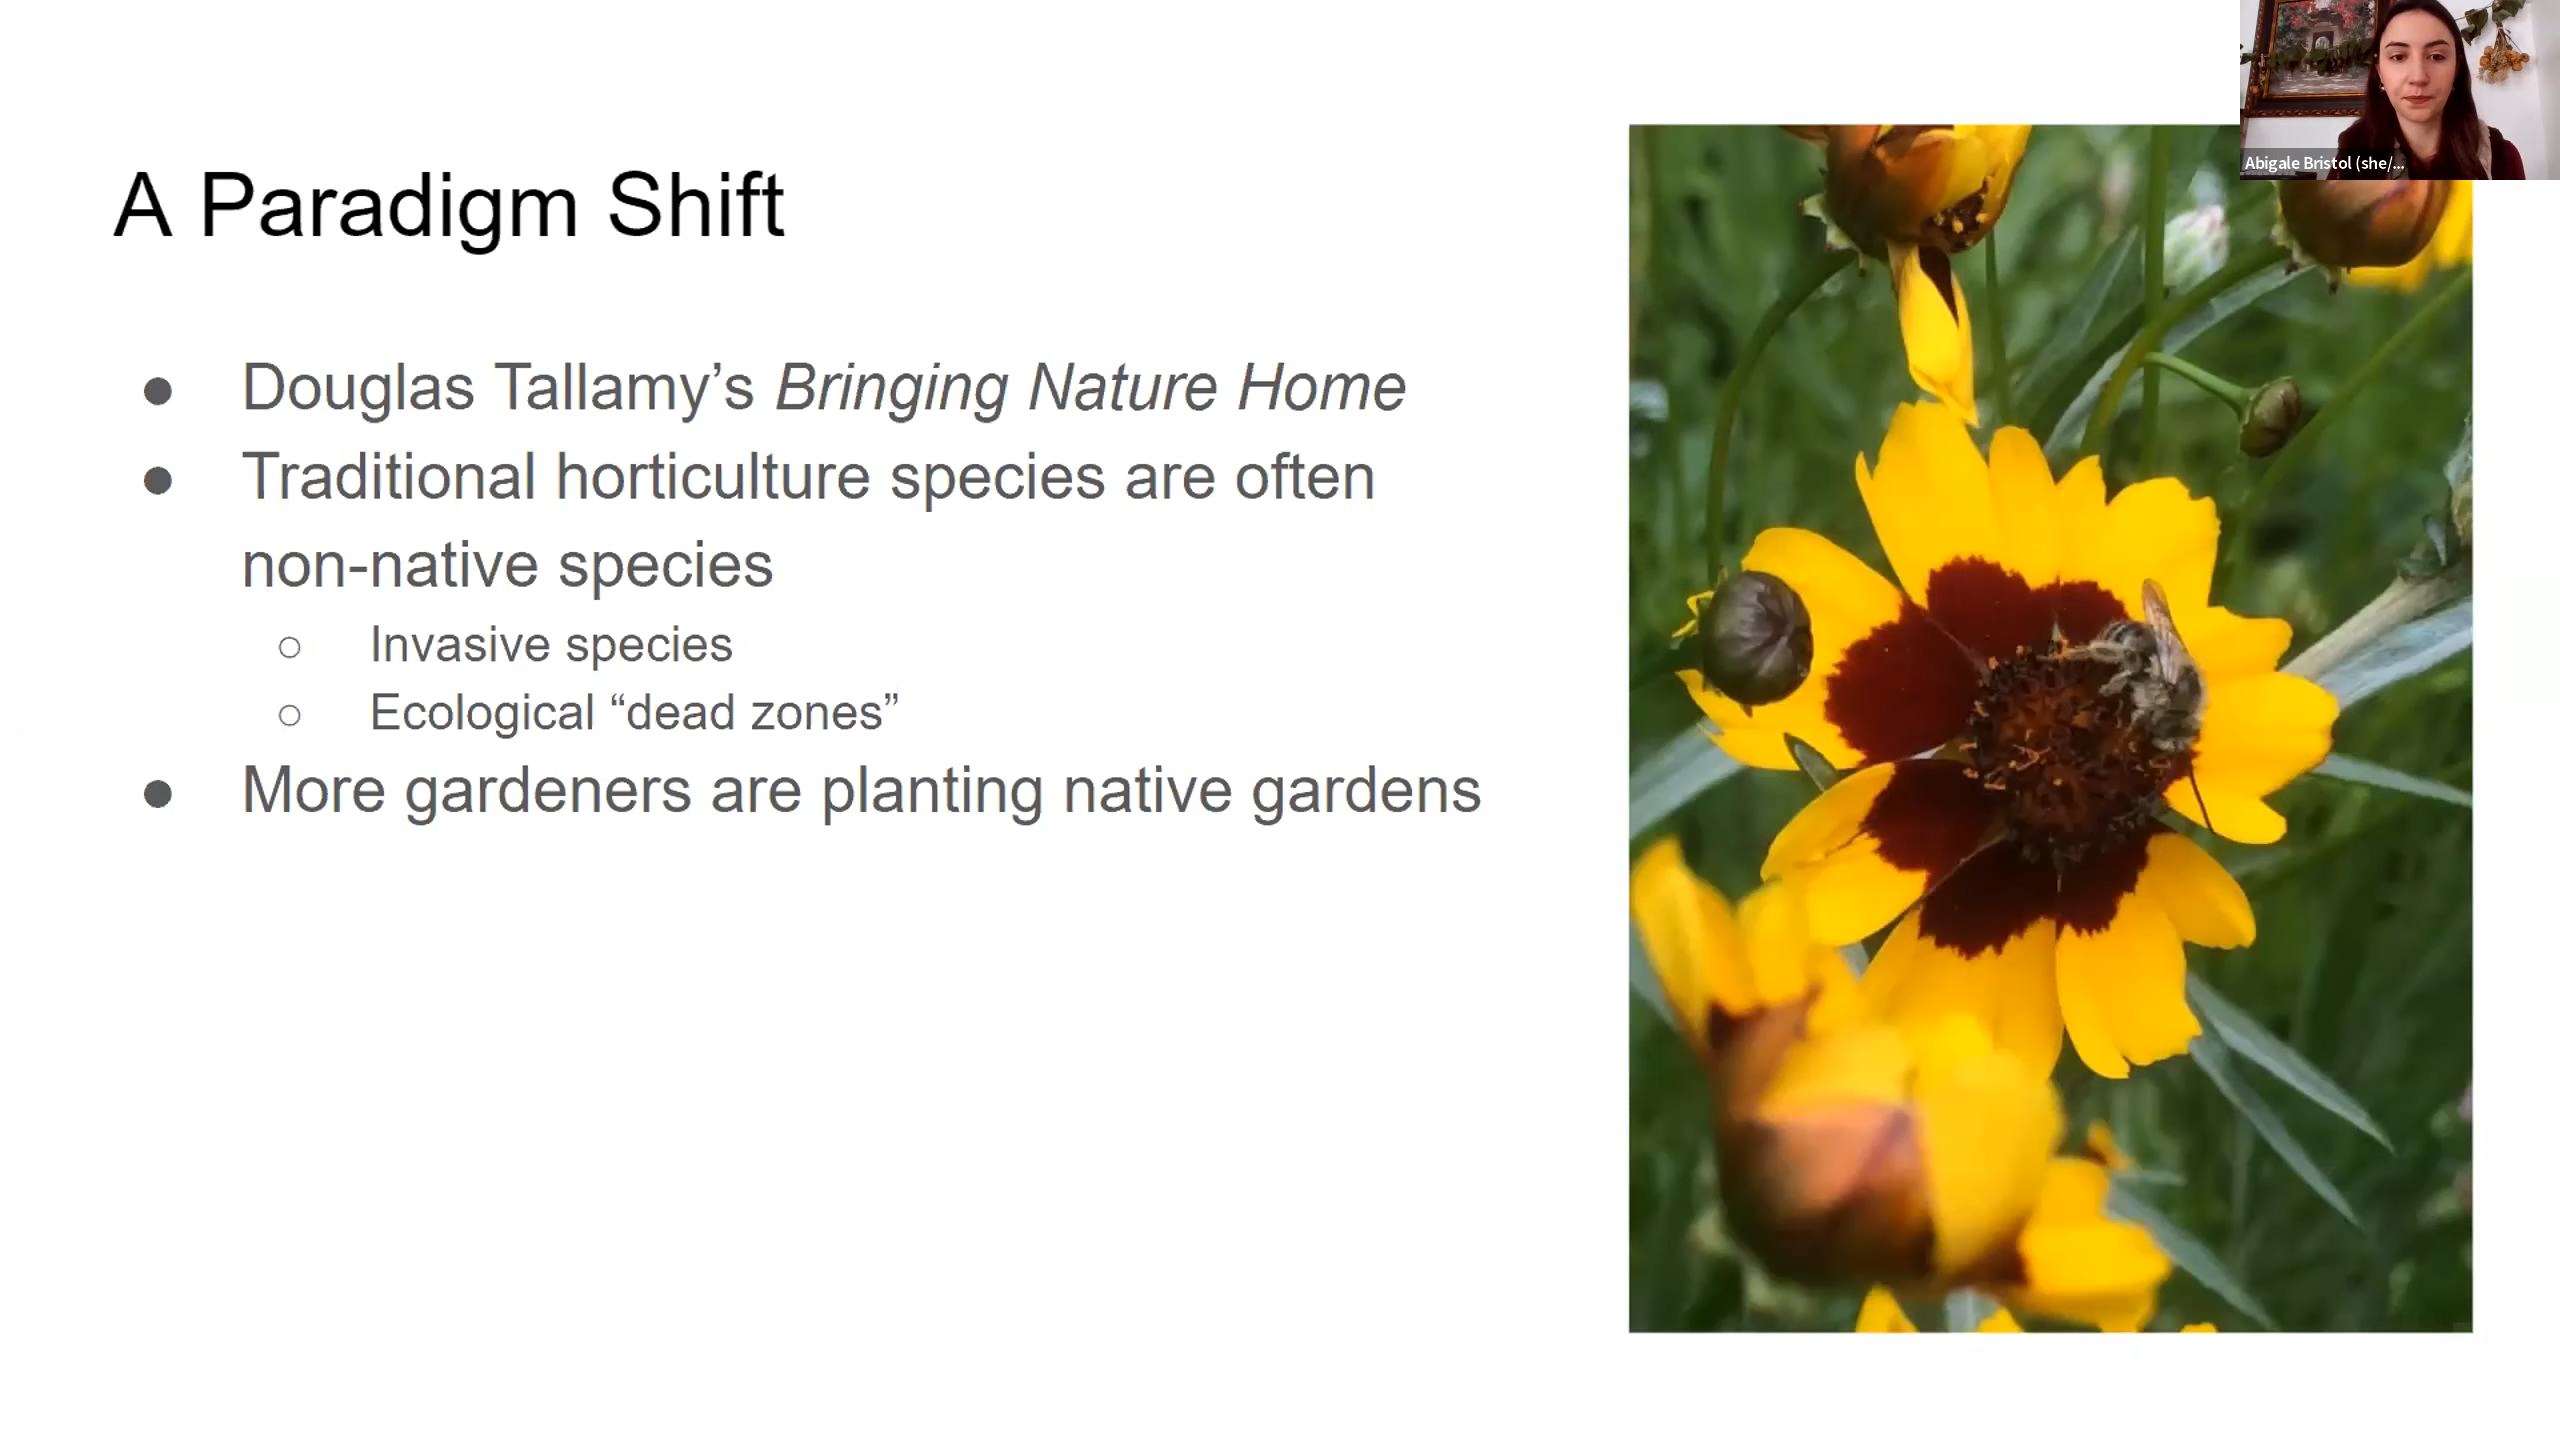 Abigale Bristol (she/...
A Paradigm Shift
● Douglas Tallamy’s Bringing Nature Home
● Traditional horticulture species are often
non-native species
○ Invasive species
○ Ecological “dead zones”
● More gardeners are planting native gardens